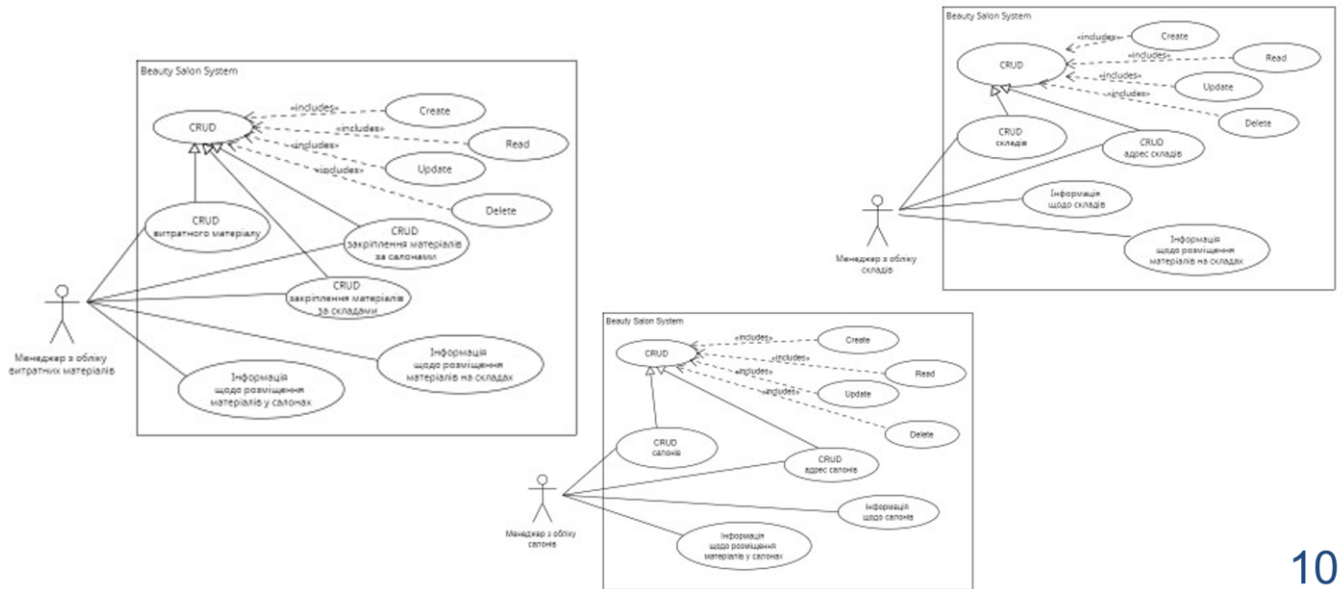 Beauty Salon System
CRUD
«includes»
Create
«includes»
Read
«includes»
Update
«includes»
Delete
CRUD
витратного матеріалу
CRUD
закріплення матеріалів
за салонами
CRUD
закріплення матеріалів
за складами
Інформація
щодо розміщення
матеріалів на складах
Інформація
щодо розміщення
матеріалів у салонах
Менеджер з обліку
витратних матеріалів
Beauty Salon System
CRUD
«includes»
Create
«includes»
Read
«includes»
Update
«includes»
Delete
CRUD
складів
CRUD
адрес складів
Інформація
щодо складів
Інформація
щодо розміщення
матеріалів на складах
Менеджер з обліку
складів
Beauty Salon System
CRUD
«includes»
Create
«includes»
Read
«includes»
Update
«includes»
Delete
CRUD
салонів
CRUD
адрес салонів
Інформація
щодо салонів
Інформація
щодо розміщення
матеріалів у салонах
Менеджер з обліку
салонів
10